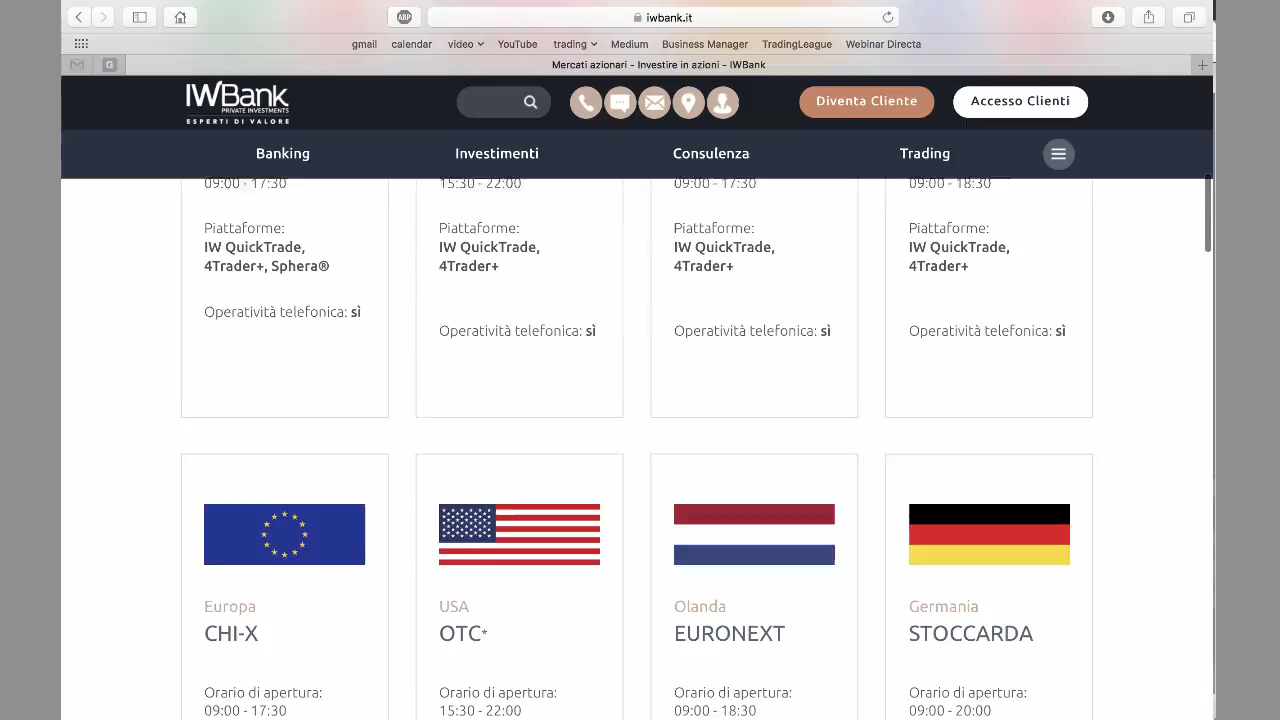 ABP
iwbank.it
gmail calendar video YouTube trading Medium Business Manager TradingLeague Webinar Directa
G
Mercati azionari - Investire in azioni - IWBank
IWBank
PRIVATE INVESTMENTS
ESPERTI DI VALORE
Diventa Cliente
Accesso Clienti
Banking
Investimenti
Consulenza
Trading
09:00 - 17:30
15:30 - 22:00
09:00 - 17:30
09:00 - 18:30
Piattaforme:
IW QuickTrade,
4Trader+, Sphera®
Operatività telefonica: sì
Piattaforme:
IW QuickTrade,
4Trader+
Operatività telefonica: sì
Piattaforme:
IW QuickTrade,
4Trader+
Operatività telefonica: sì
Piattaforme:
IW QuickTrade,
4Trader+
Operatività telefonica: sì
Europa
CHI-X
Orario di apertura:
09:00 - 17:30
USA
OTC*
Orario di apertura:
15:30 - 22:00
Olanda
EURONEXT
Orario di apertura:
09:00 - 18:30
Germania
STOCCARDA
Orario di apertura:
09:00 - 20:00